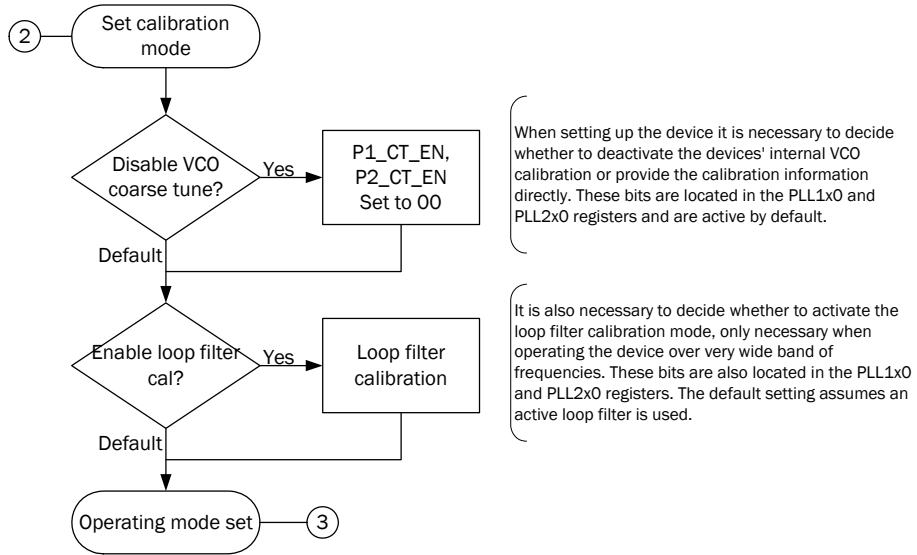 2
Set calibration
mode
Disable VCO
coarse tune?
Yes
P1_CT_EN,
P2_CT_EN
Set to 00
Default
When setting up the device it is necessary to decide
whether to deactivate the devices' internal VCO
calibration or provide the calibration information
directly. These bits are located in the PLL1x0 and
PLL2x0 registers and are active by default.
Enable loop filter
cal?
Yes
Loop filter
calibration
Default
It is also necessary to decide whether to activate the
loop filter calibration mode, only necessary when
operating the device over very wide band of
frequencies. These bits are also located in the PLL1x0
and PLL2x0 registers. The default setting assumes an
active loop filter is used.
Operating mode set
3